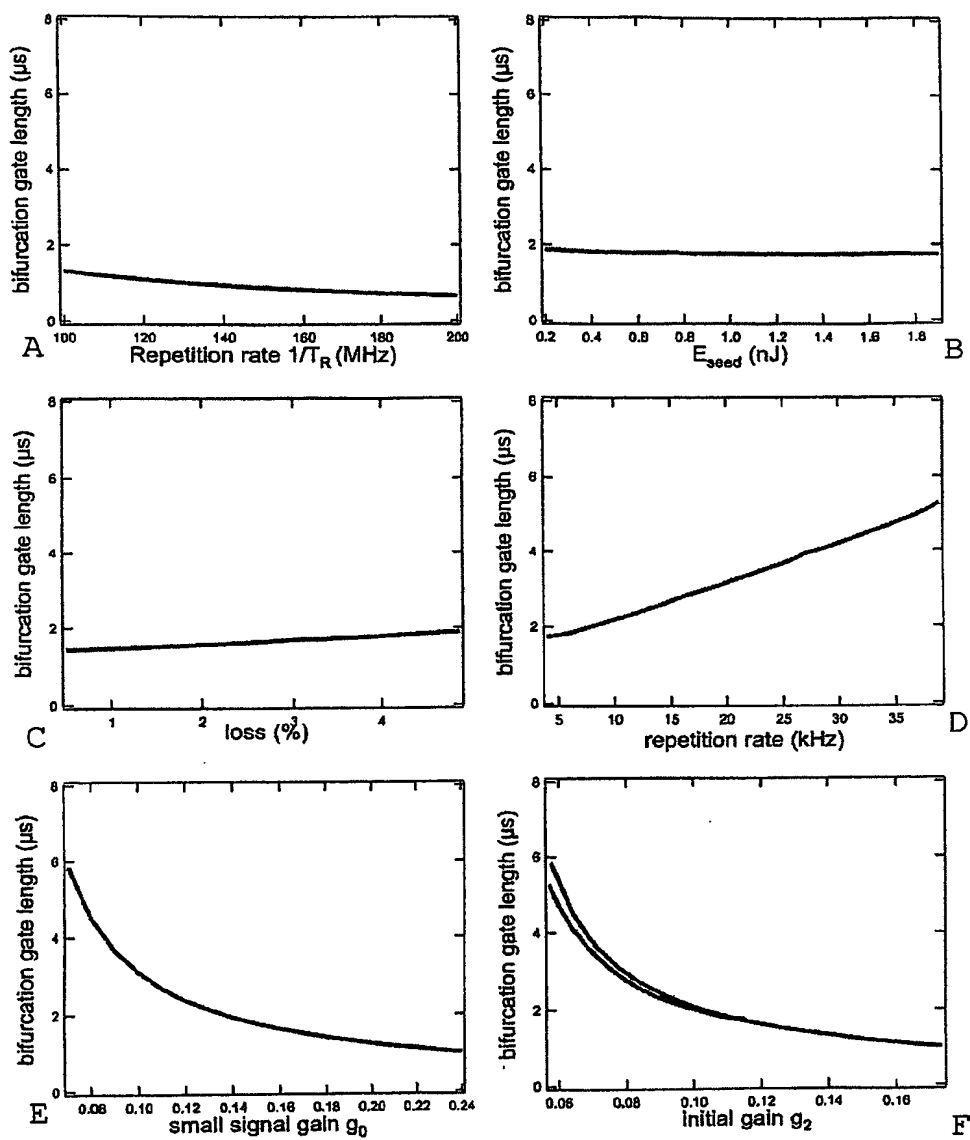 8
6
4
2
0
bifurcation gate length (µs)
100 120 140 160 180 200
A
Repetition rate 1/T_R (MHz)
8
6
4
2
0
bifurcation gate length (µs)
0.2 0.4 0.6 0.8 1.0 1.2 1.4 1.6 1.8
E_seed (nJ)
B
8
6
4
2
0
bifurcation gate length (µs)
1 2 3 4
C
loss (%)
8
6
4
2
0
bifurcation gate length (µs)
5 10 15 20 25 30 35
repetition rate (kHz)
D
8
6
4
2
0
bifurcation gate length (µs)
0.08 0.10 0.12 0.14 0.16 0.18 0.20 0.22 0.24
E
small signal gain g_0
8
6
4
2
0
bifurcation gate length (µs)
0.06 0.08 0.10 0.12 0.14 0.16
initial gain g_2
F